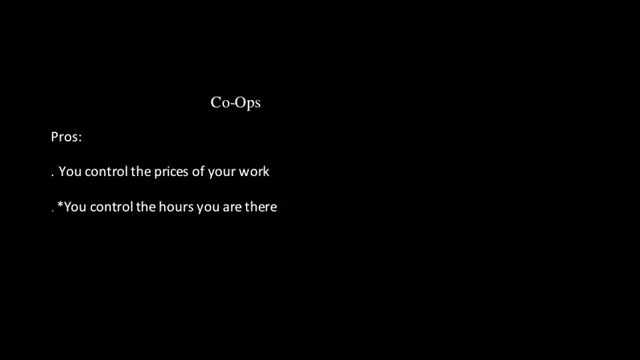 Co-Ops
Pros:
. You control the prices of your work
. *You control the hours you are there